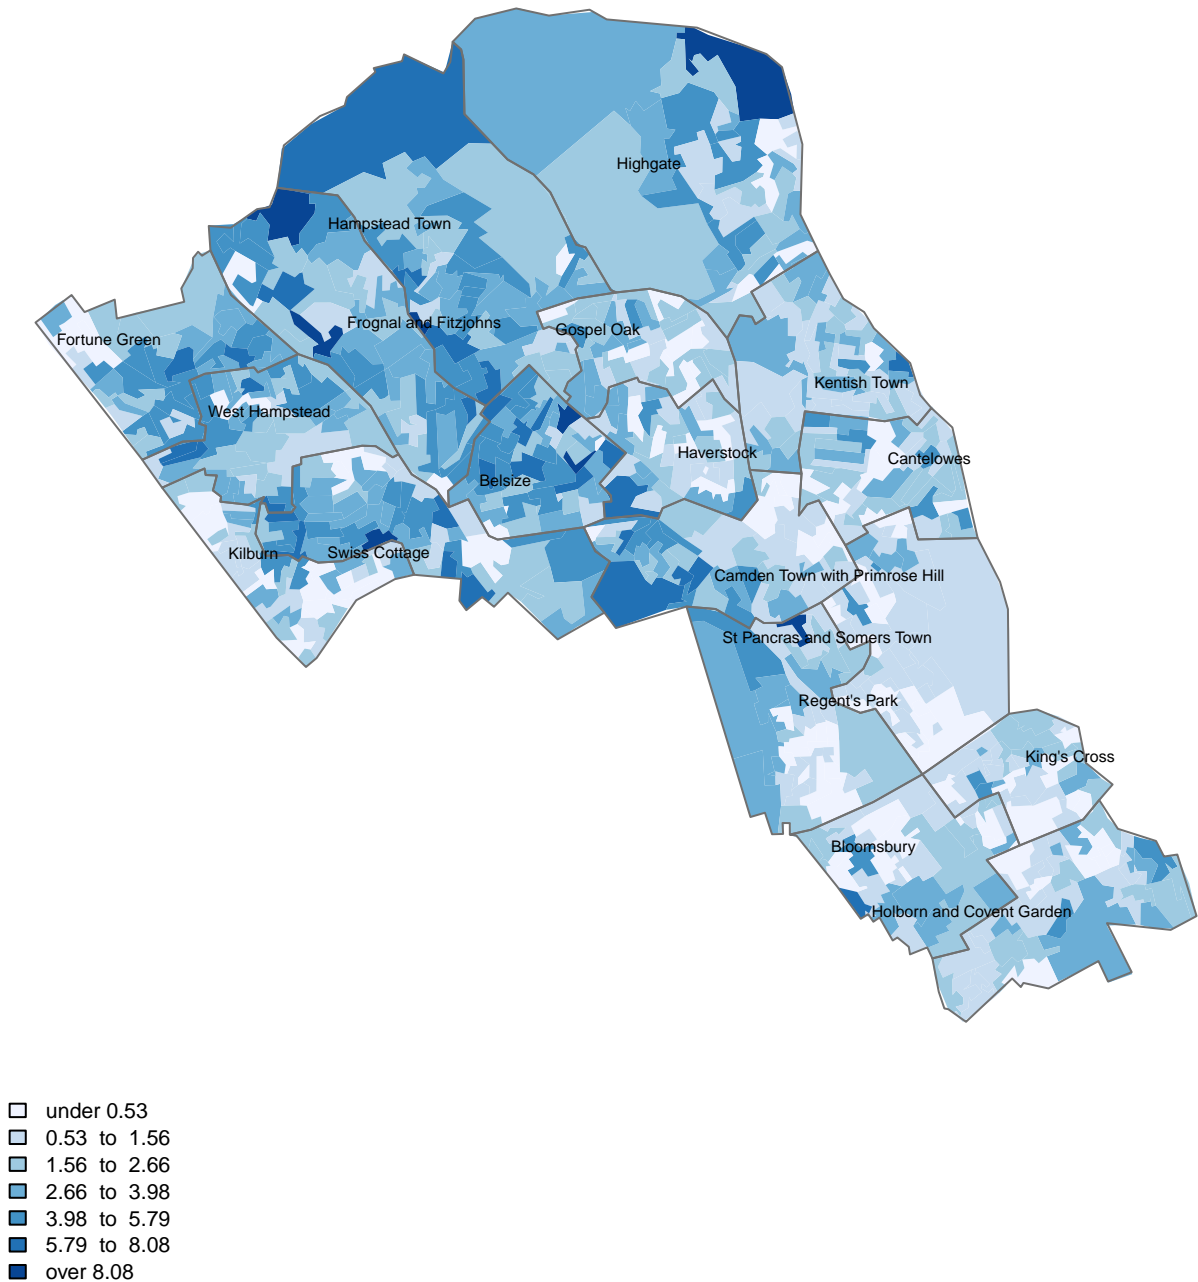 Highgate
Hampstead Town
Frognal and Fitzjohns
Gospel Oak
Fortune Green
Kentish Town
West Hampstead
Haverstock
Cantelowes
Belsize
Kilburn
Swiss Cottage
Camden Town with Primrose Hill
St Pancras and Somers Town
Regent's Park
King's Cross
Bloomsbury
Holborn and Covent Garden
under 0.53
0.53 to 1.56
1.56 to 2.66
2.66 to 3.98
3.98 to 5.79
5.79 to 8.08
over 8.08